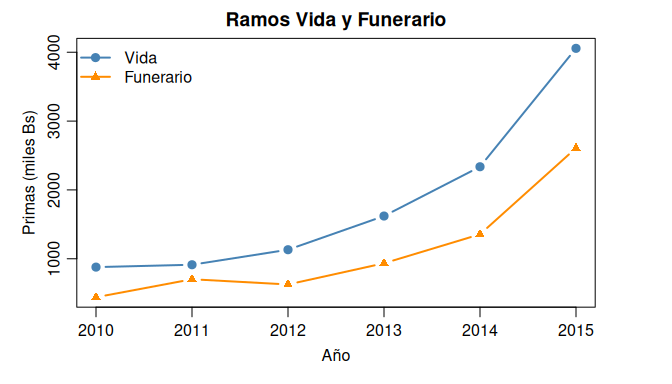 Ramos Vida y Funerario
Vida
Funerario
Primas (miles Bs)
4000
3000
2000
1000
2010 2011 2012 2013 2014 2015
Año